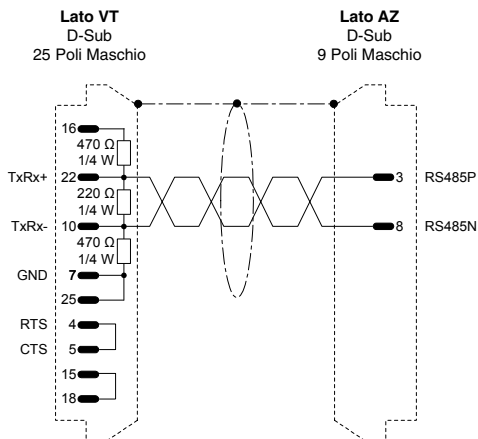 Lato VT
D-Sub
25 Poli Maschio
Lato AZ
D-Sub
9 Poli Maschio
16
470 Ω
1/4 W
TxRx+ 22
220 Ω
1/4 W
TxRx- 10
470 Ω
1/4 W
GND 7
25
RTS 4
CTS 5
15
18
3 RS485P
8 RS485N